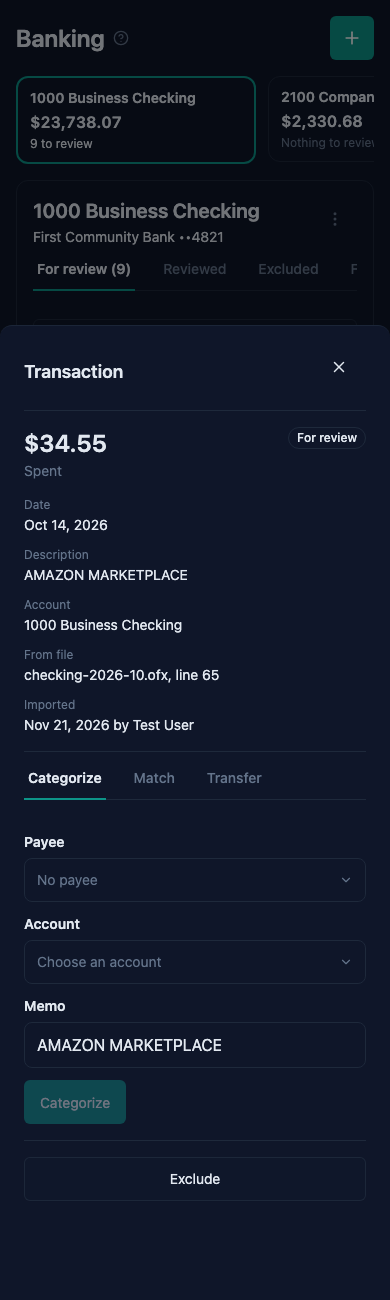 Banking
1000 Business Checking
$23,738.07
9 to review
2100 Compan
$2,330.68
Nothing to review
1000 Business Checking
First Community Bank ••4821
For review (9)
Reviewed
Excluded
F
Transaction
$34.55
For review
Spent
Date
Oct 14, 2026
Description
AMAZON MARKETPLACE
Account
1000 Business Checking
From file
checking-2026-10.ofx, line 65
Imported
Nov 21, 2026 by Test User
Categorize
Match
Transfer
Payee
No payee
Account
Choose an account
Memo
AMAZON MARKETPLACE
Categorize
Exclude